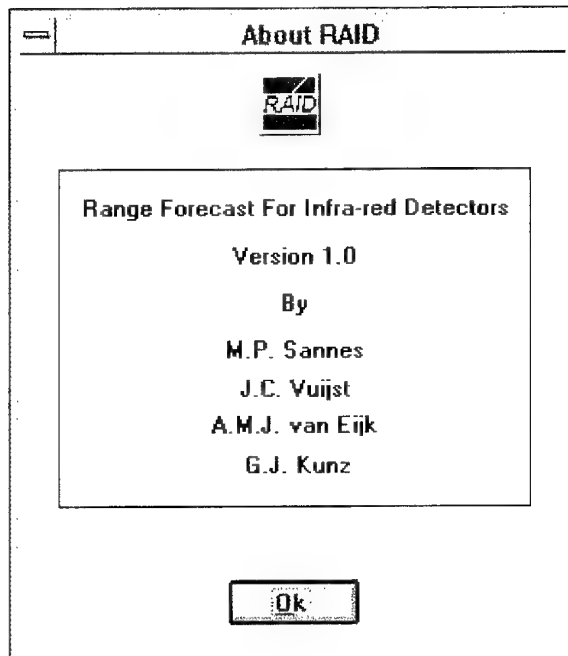 About RAID
RAID
Range Forecast For Infra-red Detectors
Version 1.0
By
M.P. Sannes
J.C. Vuijst
A.M.J. van Eijk
G.J. Kunz
Ok